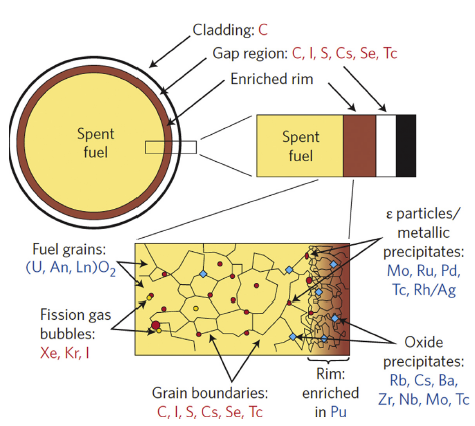 Cladding: C
Gap region: C, I, S, Cs, Se, Tc
Enriched rim
Spent
fuel
Spent
fuel
Fuel grains:
(U, An, Ln)O2
Fission gas
bubbles:
Xe, Kr, I
Grain boundaries:
C, I, S, Cs, Se, Tc
Rim:
enriched
in Pu
ε particles/
metallic
precipitates:
Mo, Ru, Pd,
Tc, Rh/Ag
Oxide
precipitates:
Rb, Cs, Ba,
Zr, Nb, Mo, Tc